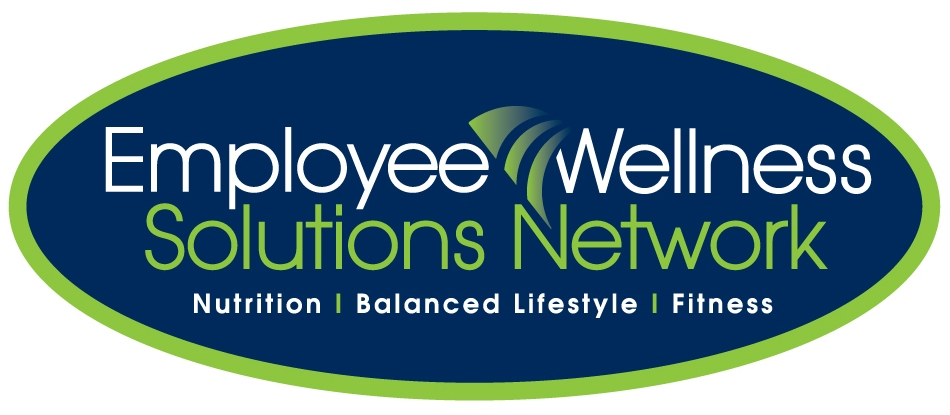 Employee Wellness
Solutions Network
Nutrition | Balanced Lifestyle | Fitness